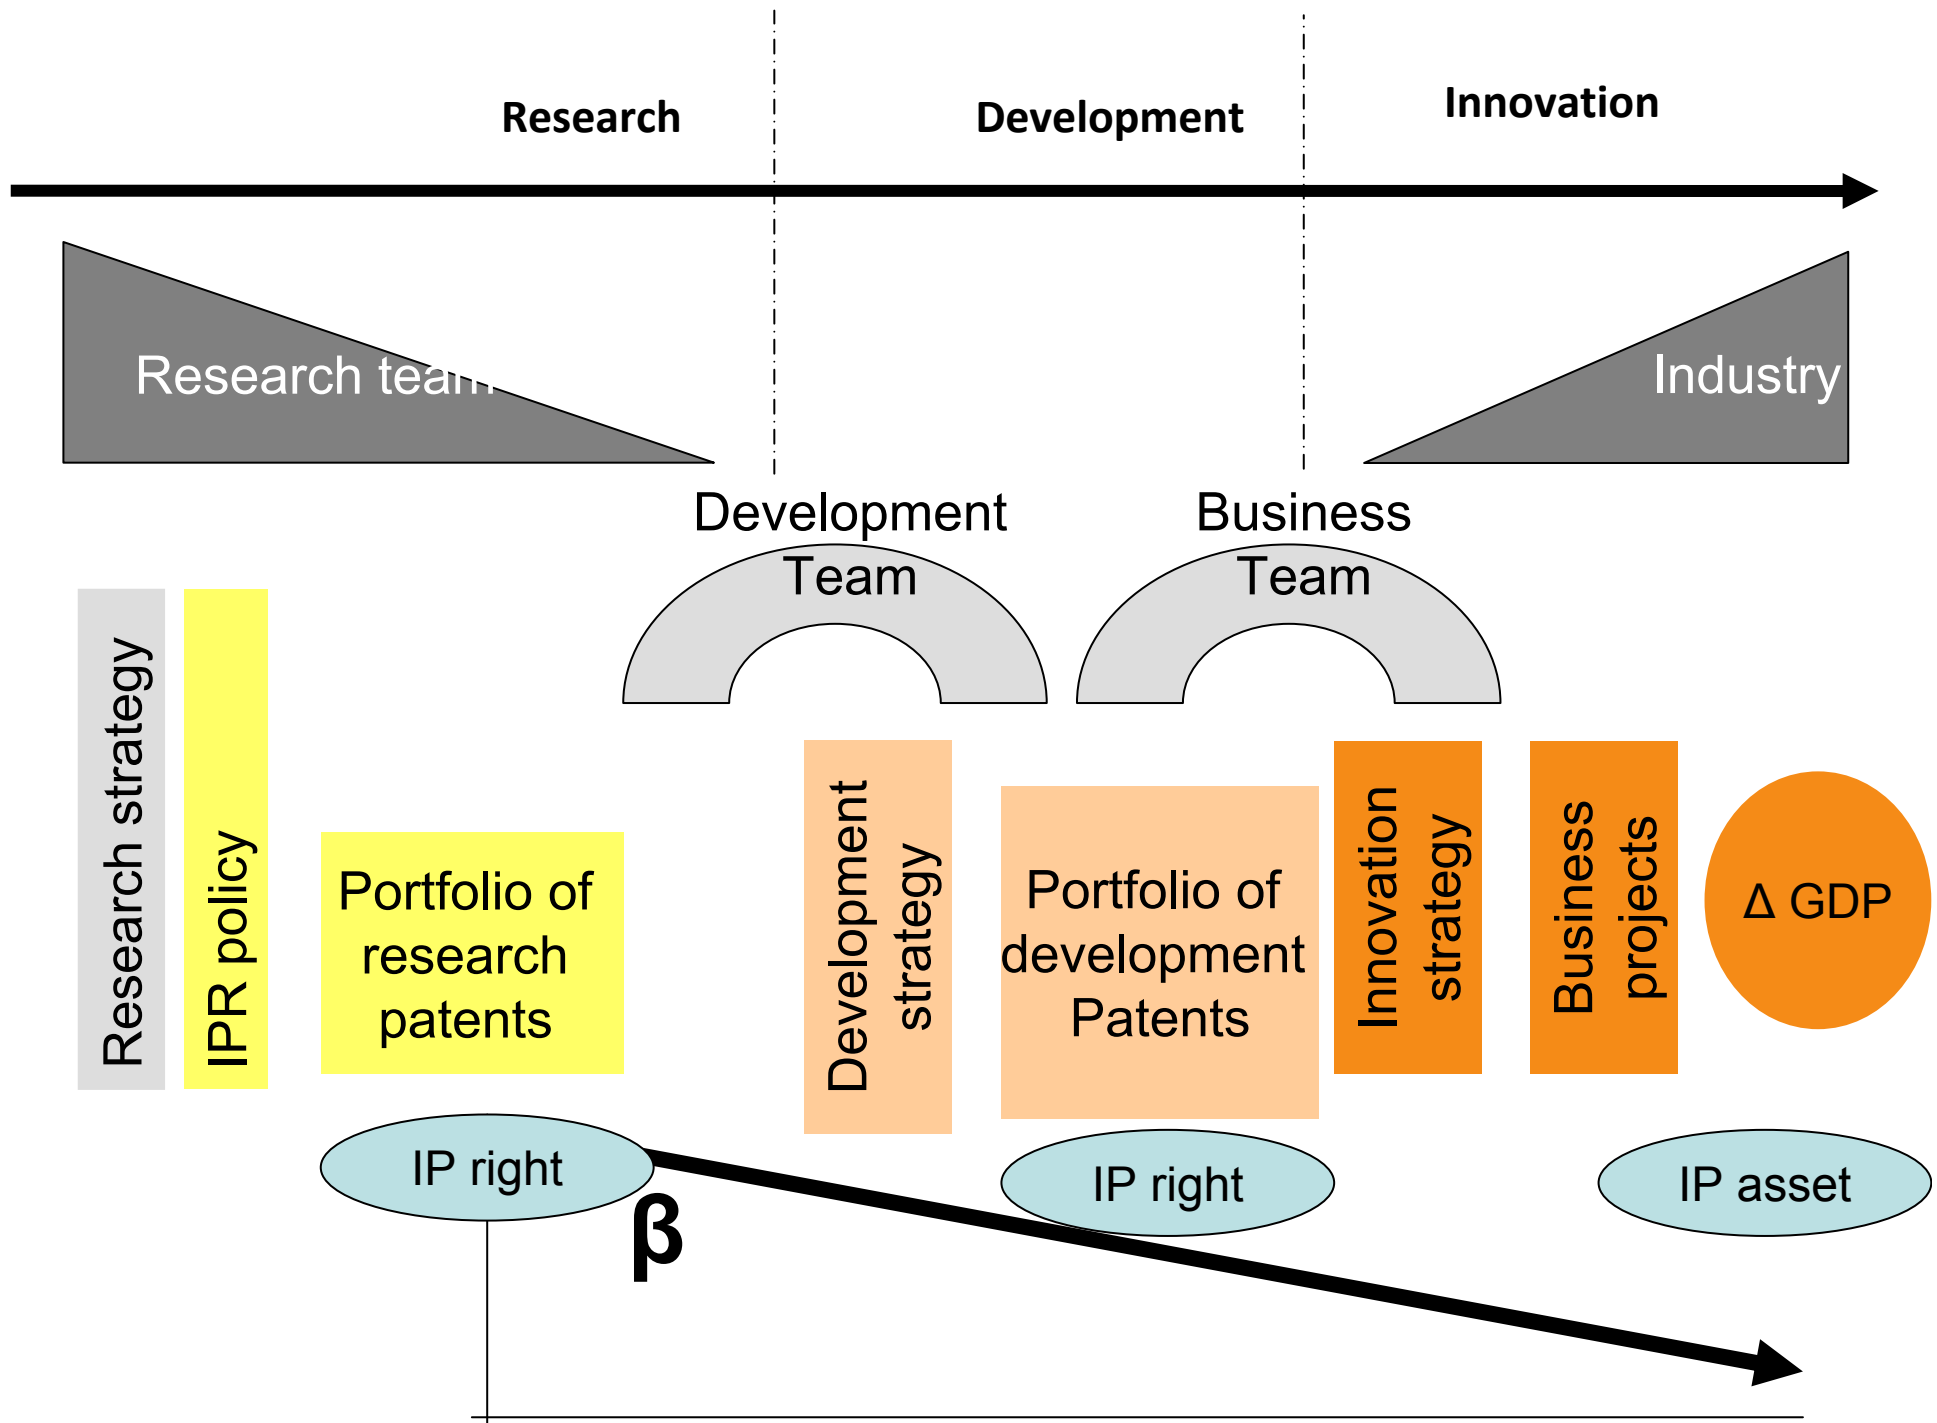 Research
Development
Innovation
Research team
Industry
Development
Team
Business
Team
Research strategy
IPR policy
Portfolio of
research
patents
Development
strategy
Portfolio of
development
Patents
Innovation
strategy
Business
projects
Δ GDP
IP right
IP right
IP asset
β